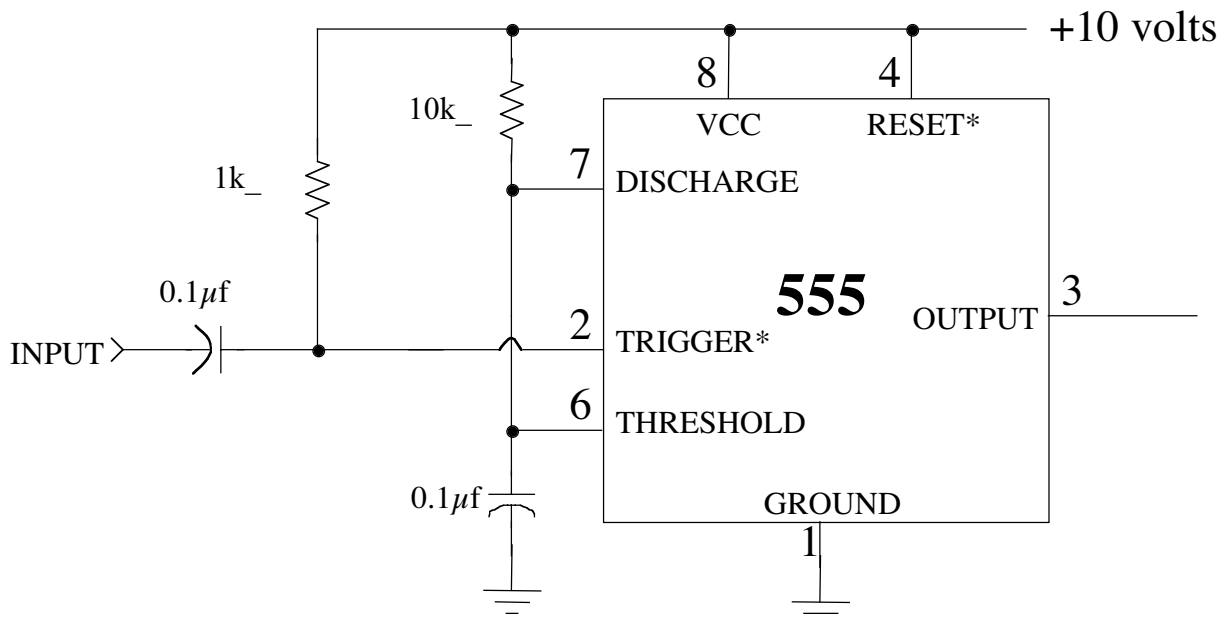 +10 volts
8
4
10k_
VCC
RESET*
7
DISCHARGE
1k_
555
0.1µf
3
OUTPUT
2
INPUT
TRIGGER*
6
THRESHOLD
0.1µf
GROUND
1